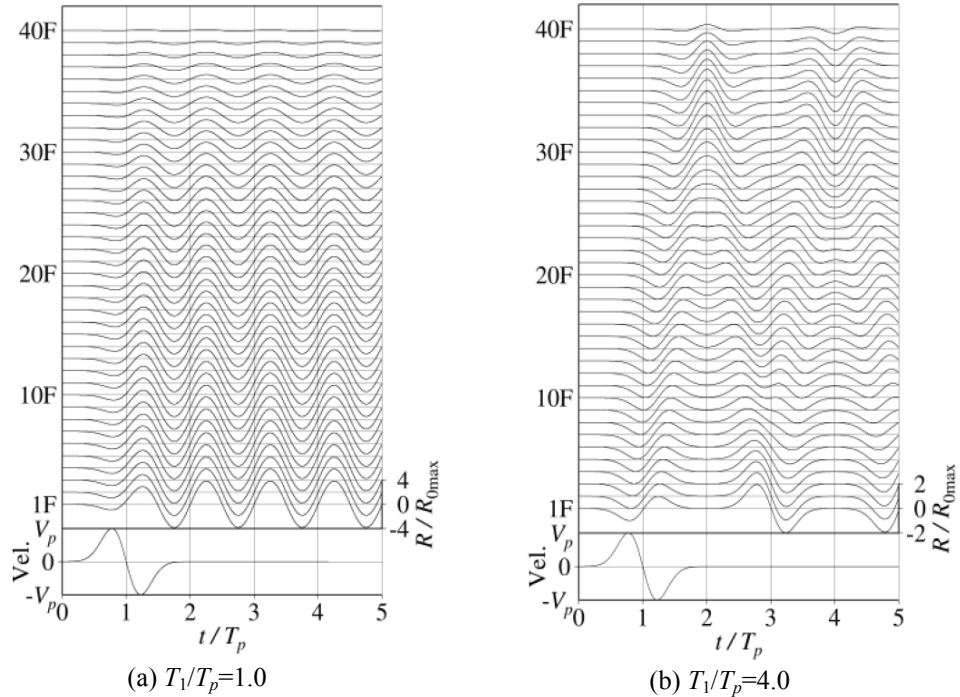 40F
30F
20F
10F
1F
4
0
-4
R / R0max
Vp
0
-Vp
Vel.
0 1 2 3 4 5
t / Tp
(a) T1/Tp=1.0
40F
30F
20F
10F
1F
2
0
-2
R / R0max
Vp
0
-Vp
Vel.
0 1 2 3 4 5
t / Tp
(b) T1/Tp=4.0